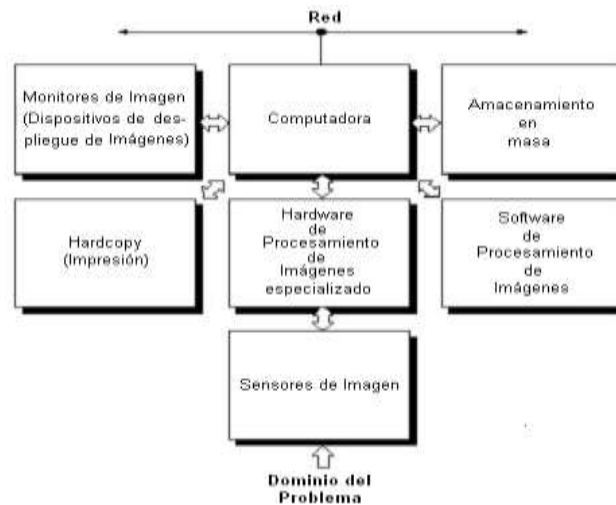 Red
Monitores de Imagen
(Dispositivos de des-
pliegue de Imágenes)
Computadora
Amacenamiento
en
masa
Hardcopy
(Impresión)
Hardware
de
Procesamiento
de
Imágenes
especializado
Software
de
Procesamiento
de
Imágenes
Sensores de Imagen
Dominio del
Problema